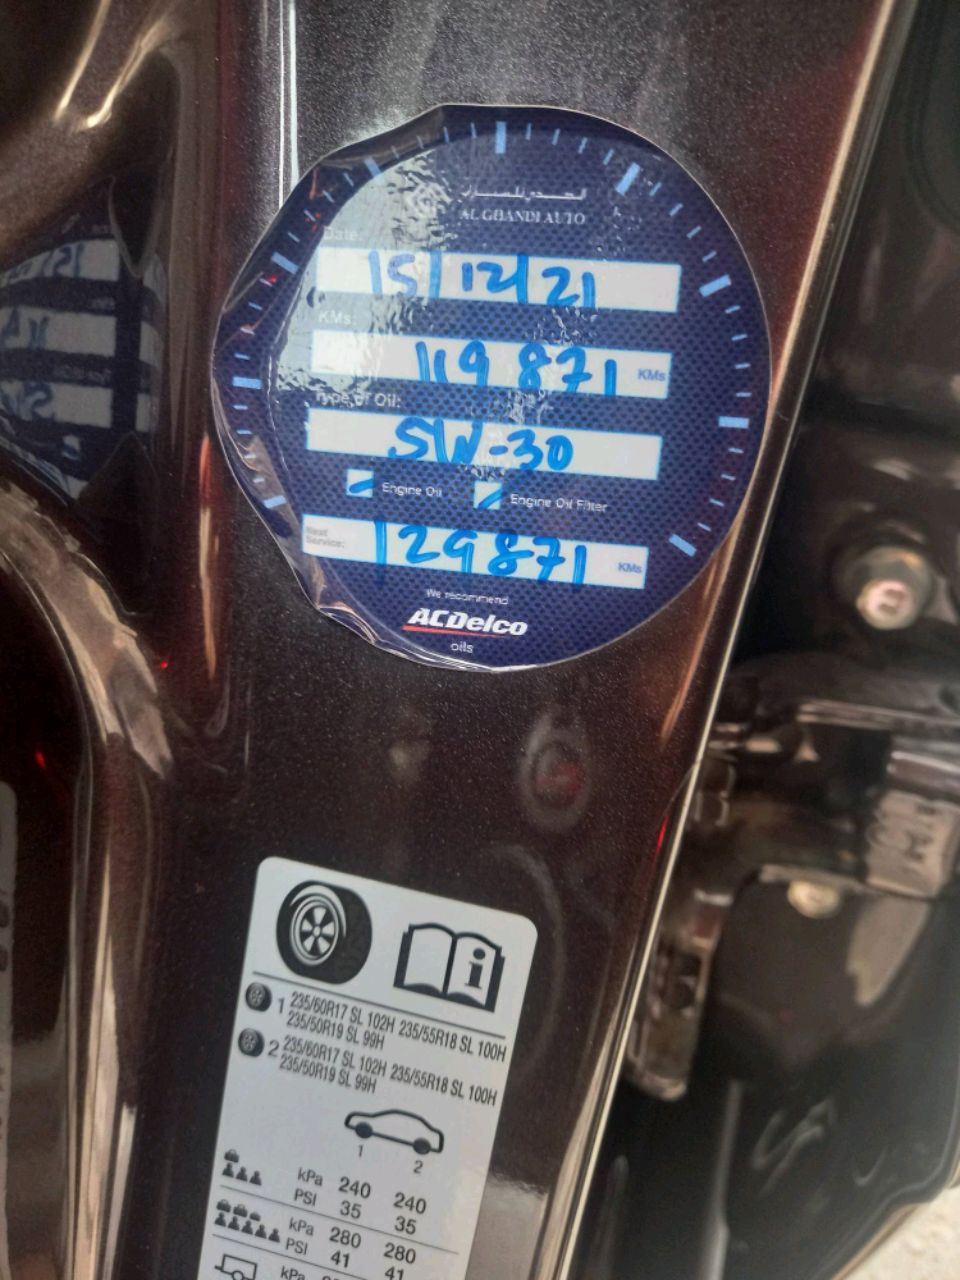 الغندي للسيارات
AL GHANDI AUTO
Date:
15/12/21
KMs:
119 871 KMs
Type of Oil:
5W-30
Engine Oil Engine Oil Filter
Next Service: 129871 KMs
We recommend
ACDelco
oils
i
1 235/60R17 SL 102H 235/55R18 SL 100H
235/50R19 SL 99H
2 235/60R17 SL 102H 235/55R18 SL 100H
235/50R19 SL 99H
1 2
kPa 240 240
PSI 35 35
kPa 280 280
PSI 41 41
kPa